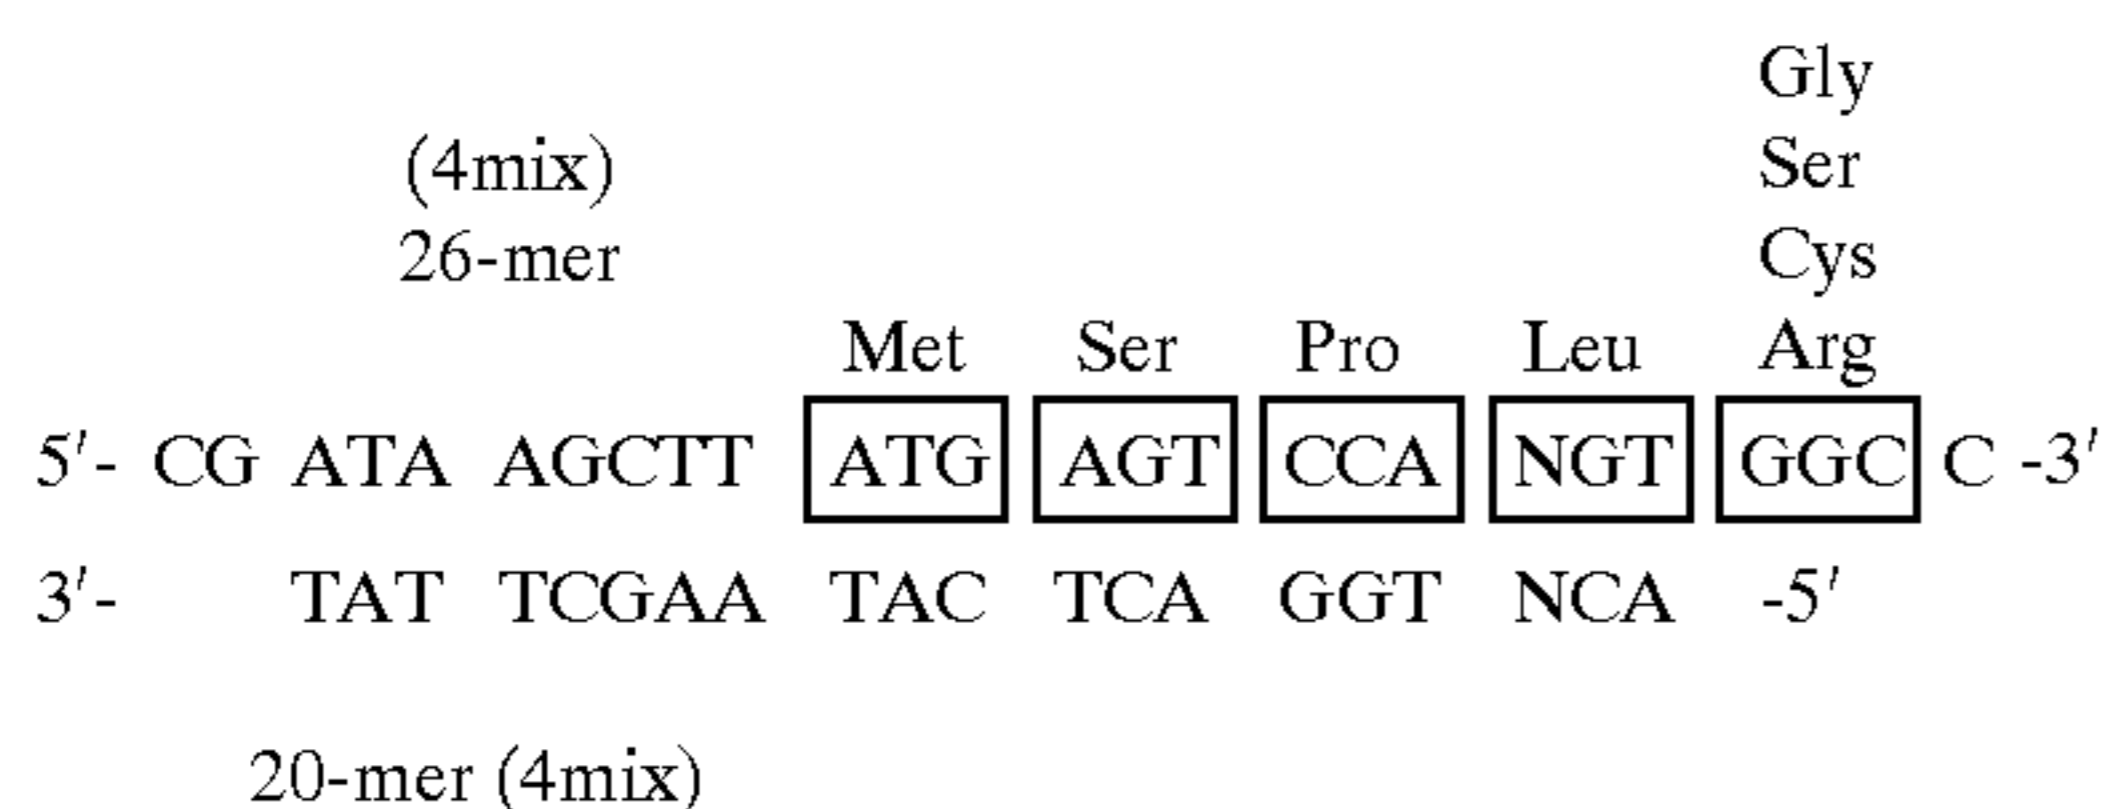 Gly
(4mix) Ser
26-mer Cys
Met Ser Pro Leu Arg
5′- CG ATA AGCTT ATG AGT CCA NGT GGC C -3′
3′- TAT TCGAA TAC TCA GGT NCA -5′
20-mer (4mix)